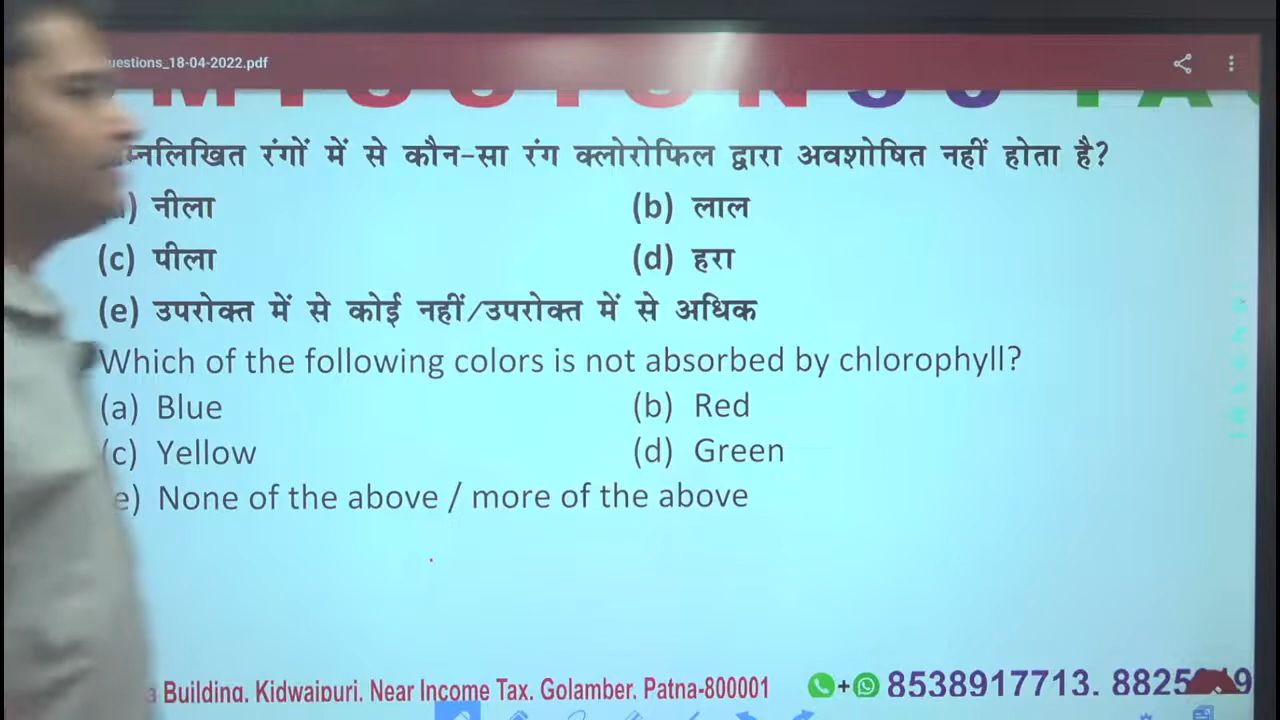 uestions_18-04-2022.pdf
म्नलिखित रंगों में से कौन-सा रंग क्लोरोफिल द्वारा अवशोषित नहीं होता है?
) नीला (b) लाल
(c) पीला (d) हरा
(e) उपरोक्त में से कोई नहीं/उपरोक्त में से अधिक
Which of the following colors is not absorbed by chlorophyll?
(a) Blue (b) Red
(c) Yellow (d) Green
e) None of the above / more of the above
Building, Kidwaipuri, Near Income Tax, Golamber, Patna-800001 + 8538917713, 8825